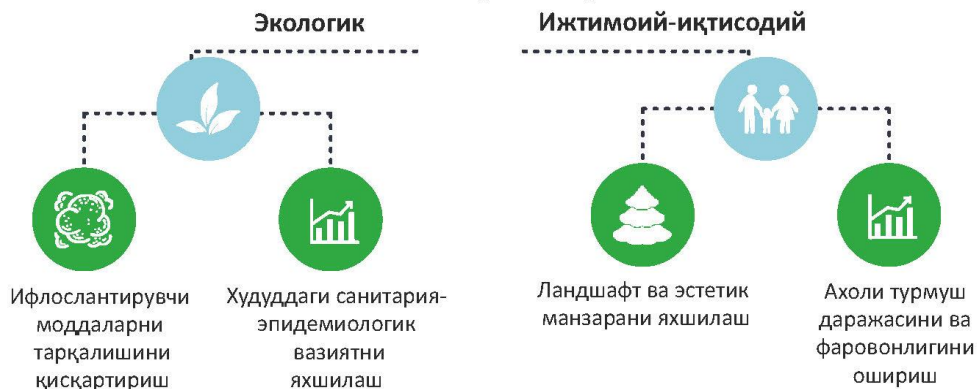 Экологик
Ижтимоий-иқтисодий
Ифлослантирувчи
моддаларни
тарқалишини
қисқартириш
Худуддаги санитария-
эпидемиологик
вазиятни
яхшилаш
Ландшафт ва эстетик
манзарани яхшилаш
Ахоли турмуш
даражасини ва
фаровонлигини
ошириш